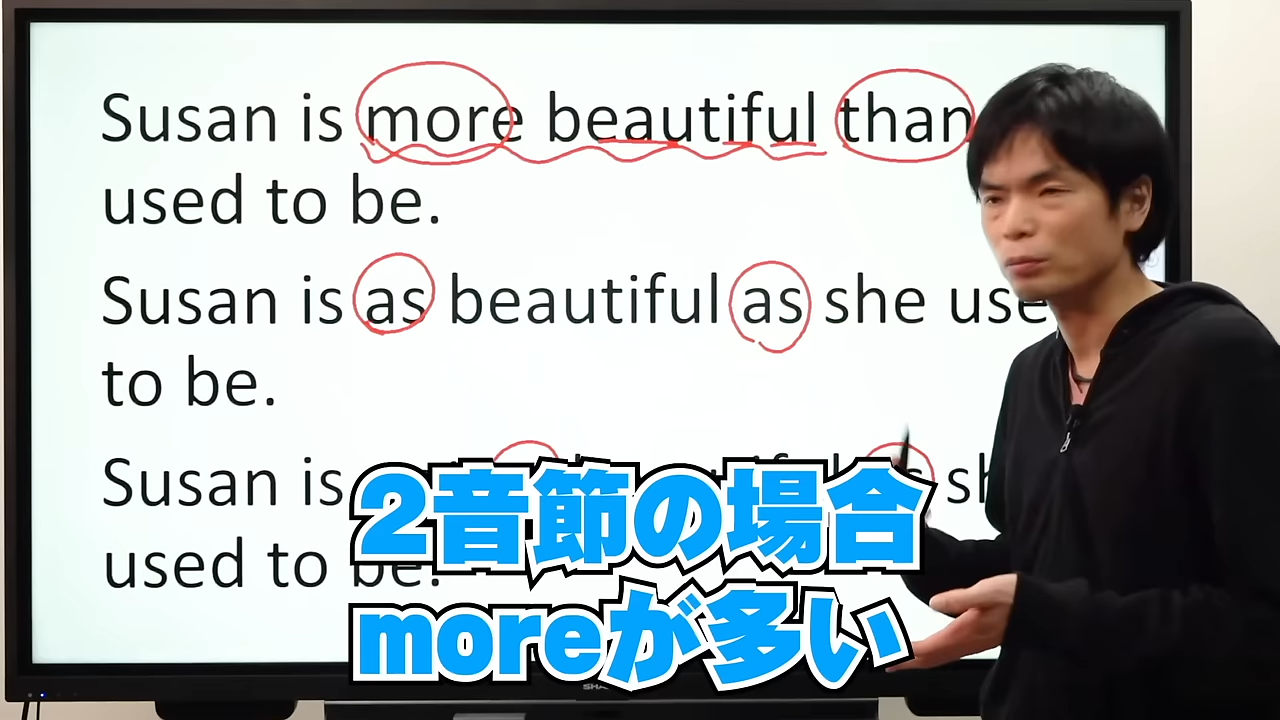 Susan is more beautiful than
used to be.
Susan is as beautiful as she use
to be.
Susan is
used to be.
2音節の場合
moreが多い